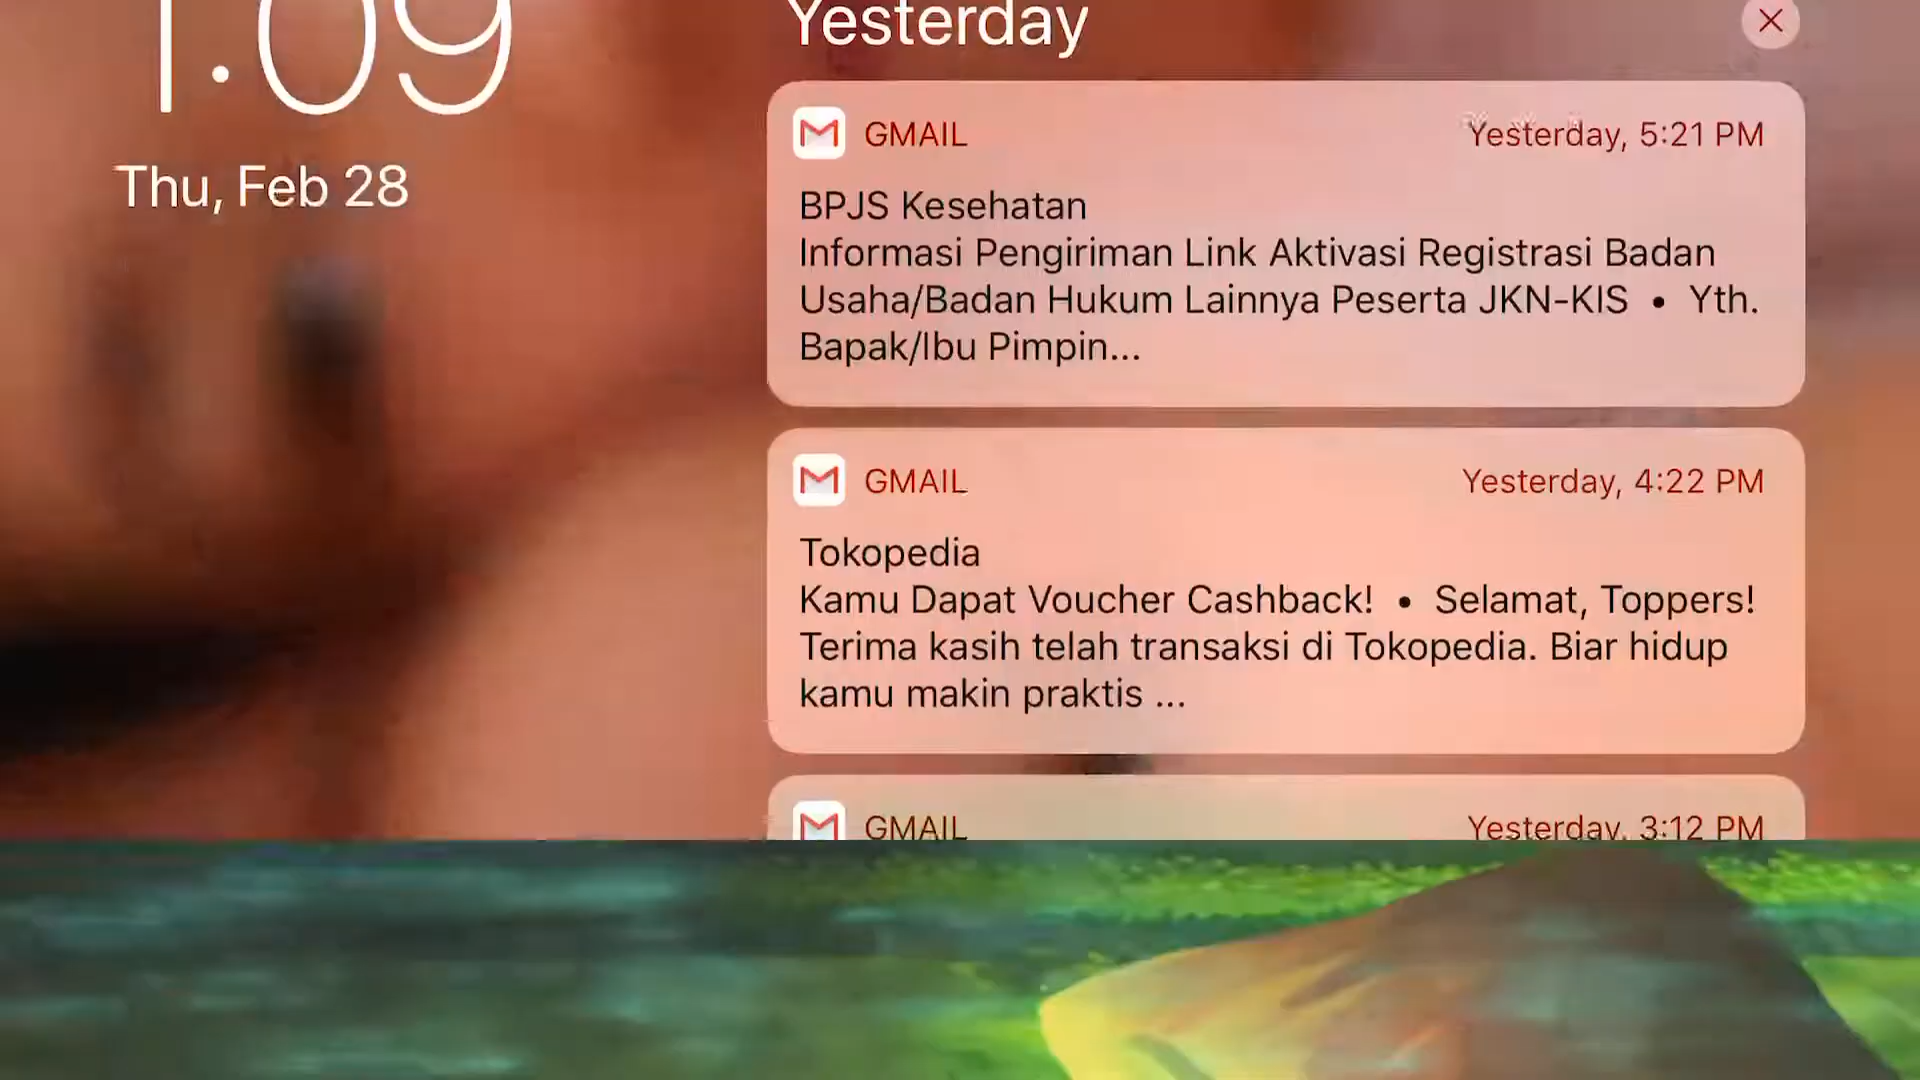 1:09
Thu, Feb 28
Yesterday
GMAIL
Yesterday, 5:21 PM
BPJS Kesehatan
Informasi Pengiriman Link Aktivasi Registrasi Badan
Usaha/Badan Hukum Lainnya Peserta JKN-KIS • Yth.
Bapak/Ibu Pimpin...
GMAIL
Yesterday, 4:22 PM
Tokopedia
Kamu Dapat Voucher Cashback! • Selamat, Toppers!
Terima kasih telah transaksi di Tokopedia. Biar hidup
kamu makin praktis ...
GMAIL
Yesterday, 3:12 PM